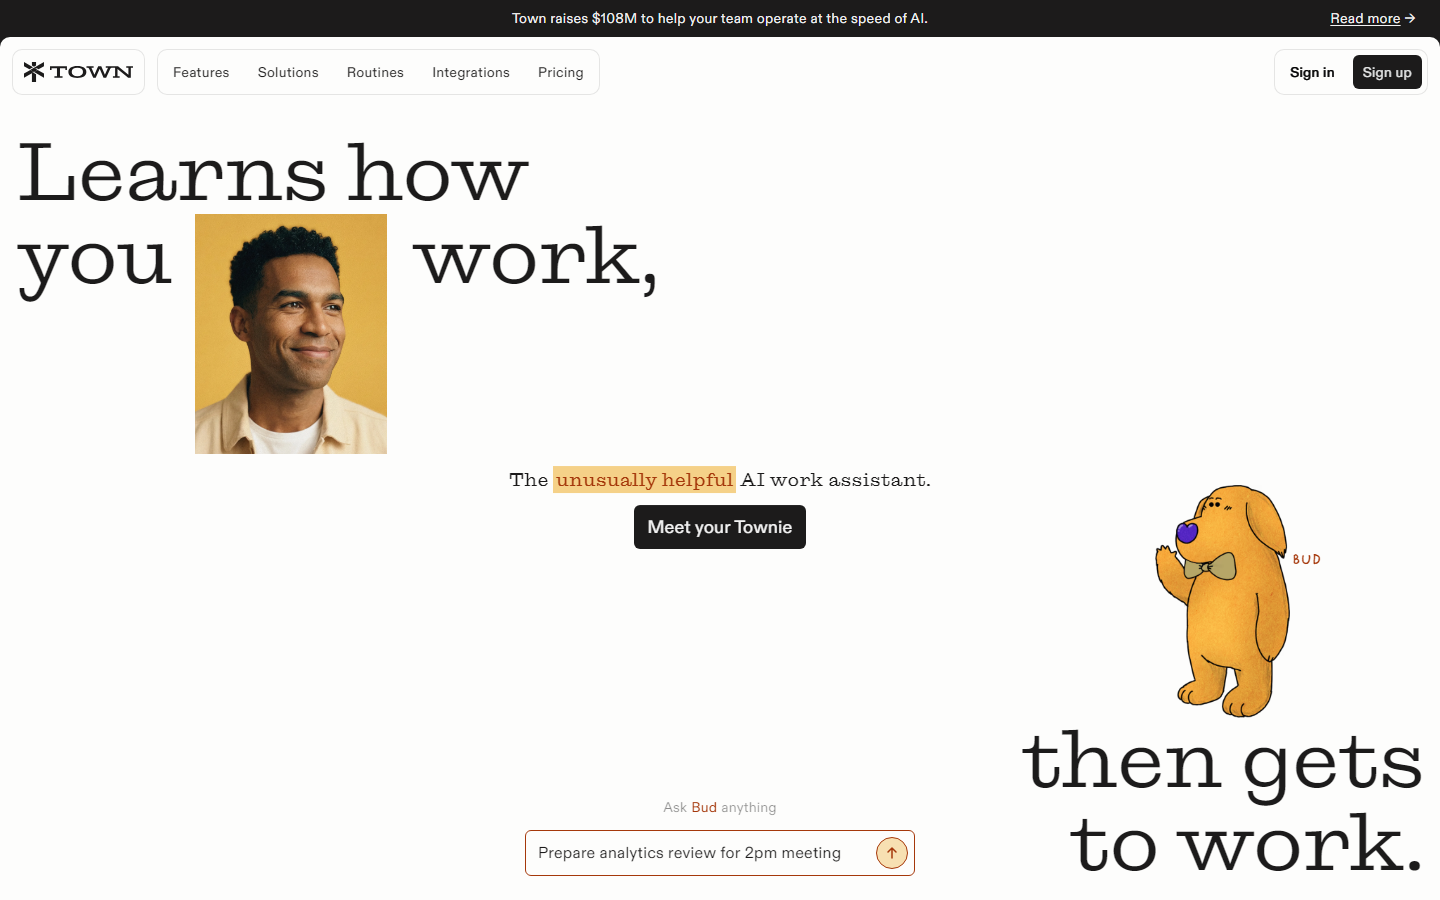 Town raises $108M to help your team operate at the speed of AI.
Read more →
TOWN
Features
Solutions
Routines
Integrations
Pricing
Sign in
Sign up
Learns how
you work,
The unusually helpful AI work assistant.
Meet your Townie
BUD
then gets
to work.
Ask Bud anything
Prepare analytics review for 2pm meeting